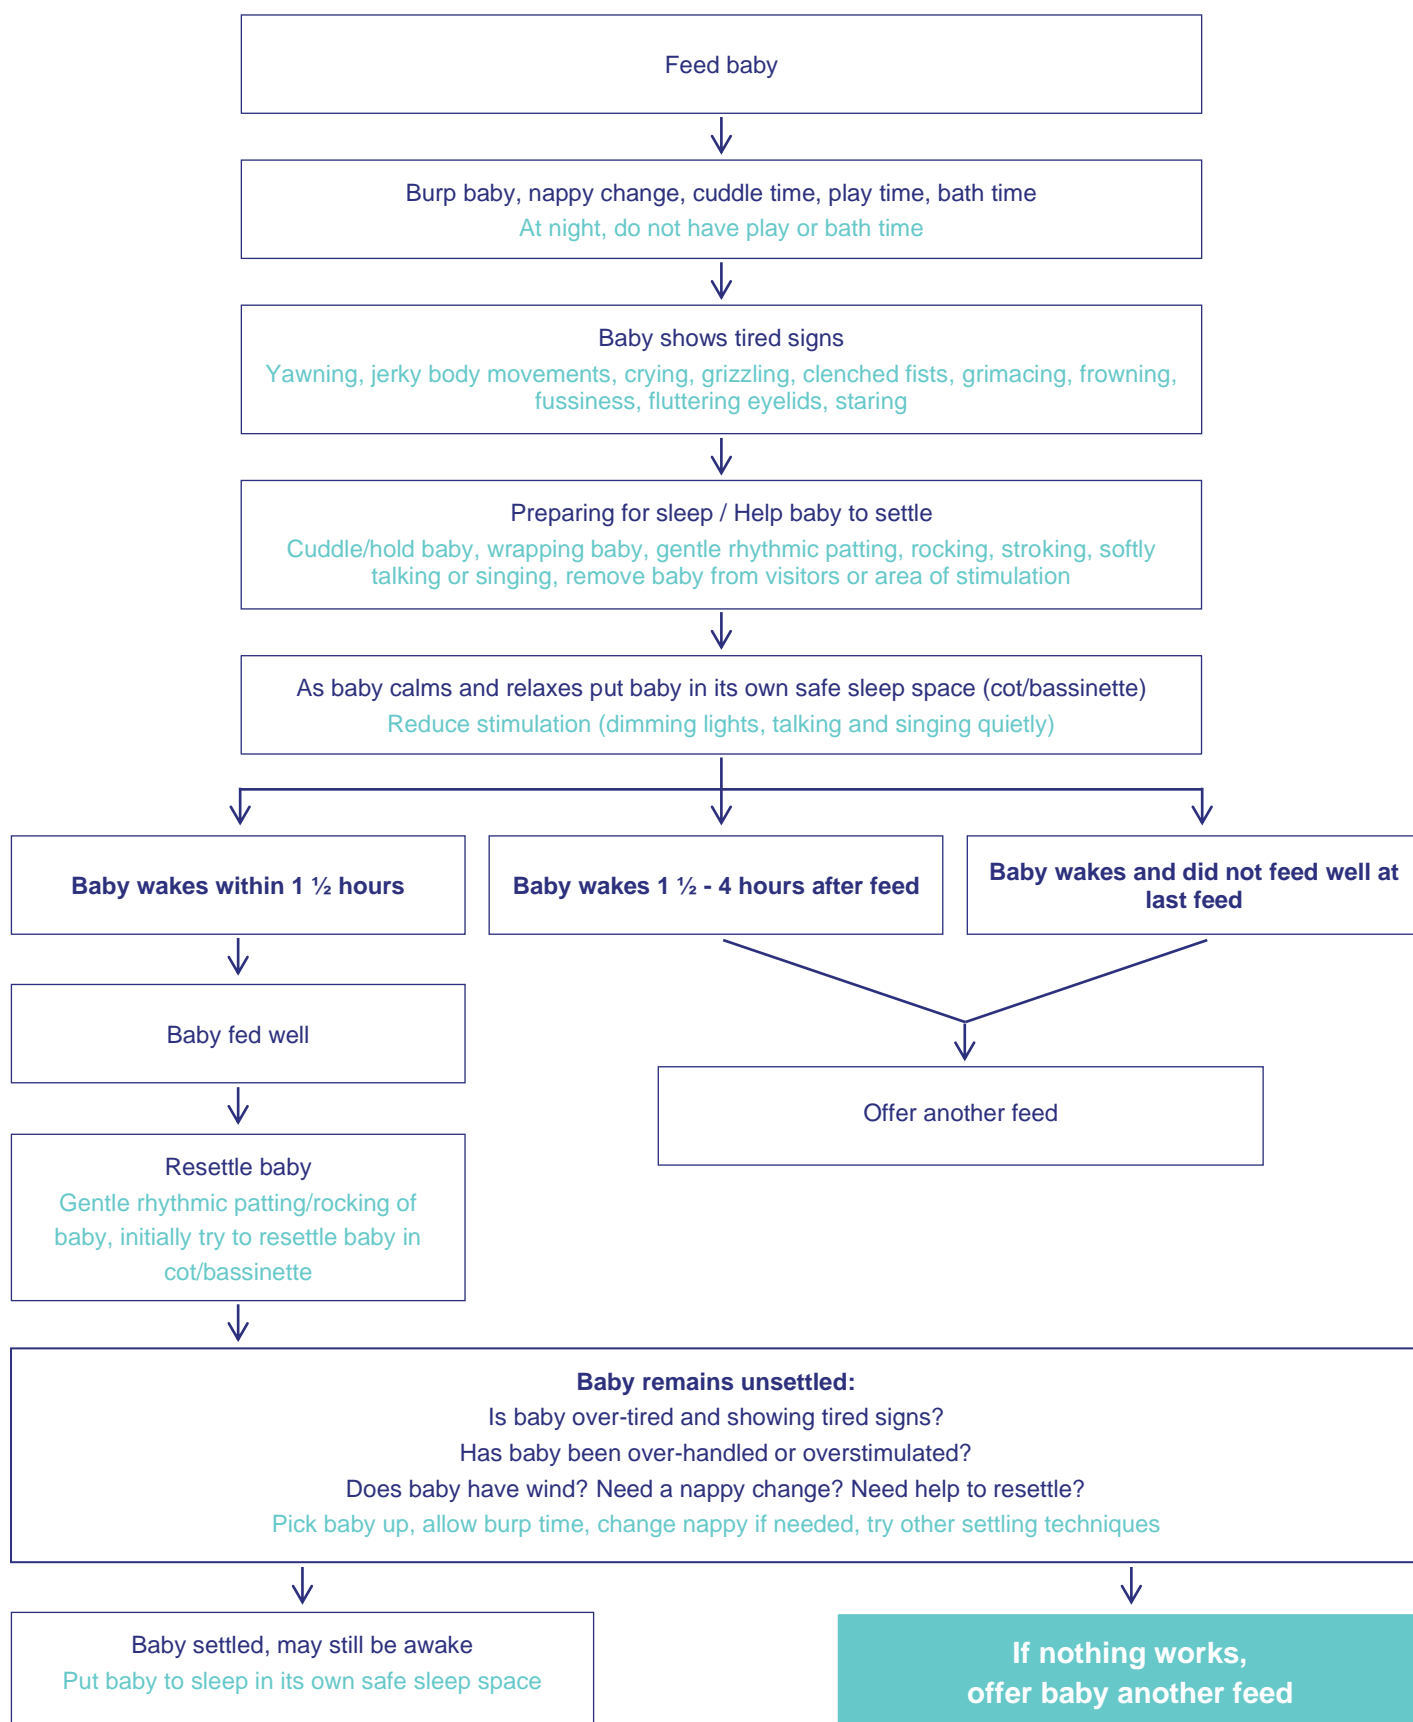 Feed baby
Burp baby, nappy change, cuddle time, play time, bath time
At night, do not have play or bath time
Baby shows tired signs
Yawning, jerky body movements, crying, grizzling, clenched fists, grimacing, frowning,
fussiness, fluttering eyelids, staring
Preparing for sleep / Help baby to settle
Cuddle/hold baby, wrapping baby, gentle rhythmic patting, rocking, stroking, softly
talking or singing, remove baby from visitors or area of stimulation
As baby calms and relaxes put baby in its own safe sleep space (cot/bassinette)
Reduce stimulation (dimming lights, talking and singing quietly)
Baby wakes within 1 ½ hours
Baby wakes 1 ½ - 4 hours after feed
Baby wakes and did not feed well at
last feed
Baby fed well
Offer another feed
Resettle baby
Gentle rhythmic patting/rocking of
baby, initially try to resettle baby in
cot/bassinette
Baby remains unsettled:
Is baby over-tired and showing tired signs?
Has baby been over-handled or overstimulated?
Does baby have wind? Need a nappy change? Need help to resettle?
Pick baby up, allow burp time, change nappy if needed, try other settling techniques
Baby settled, may still be awake
Put baby to sleep in its own safe sleep space
If nothing works,
offer baby another feed